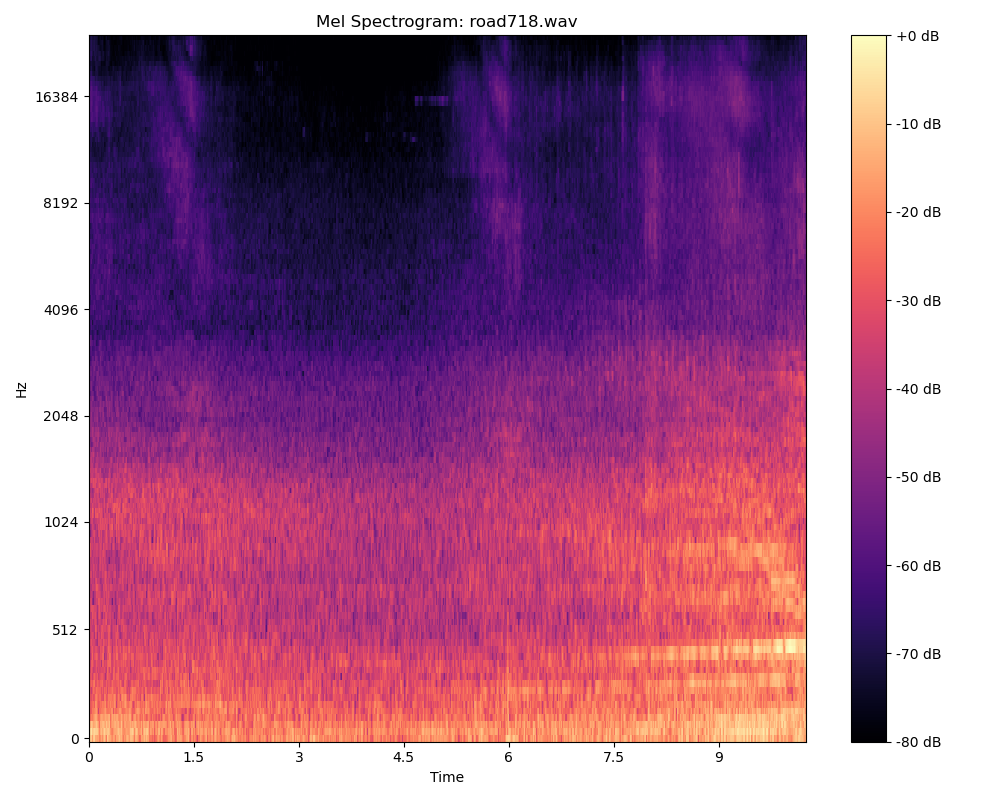 Mel Spectrogram: road718.wav
Hz
16384
8192
4096
2048
1024
512
0
0 1.5 3 4.5 6 7.5 9
Time
+0 dB
-10 dB
-20 dB
-30 dB
-40 dB
-50 dB
-60 dB
-70 dB
-80 dB